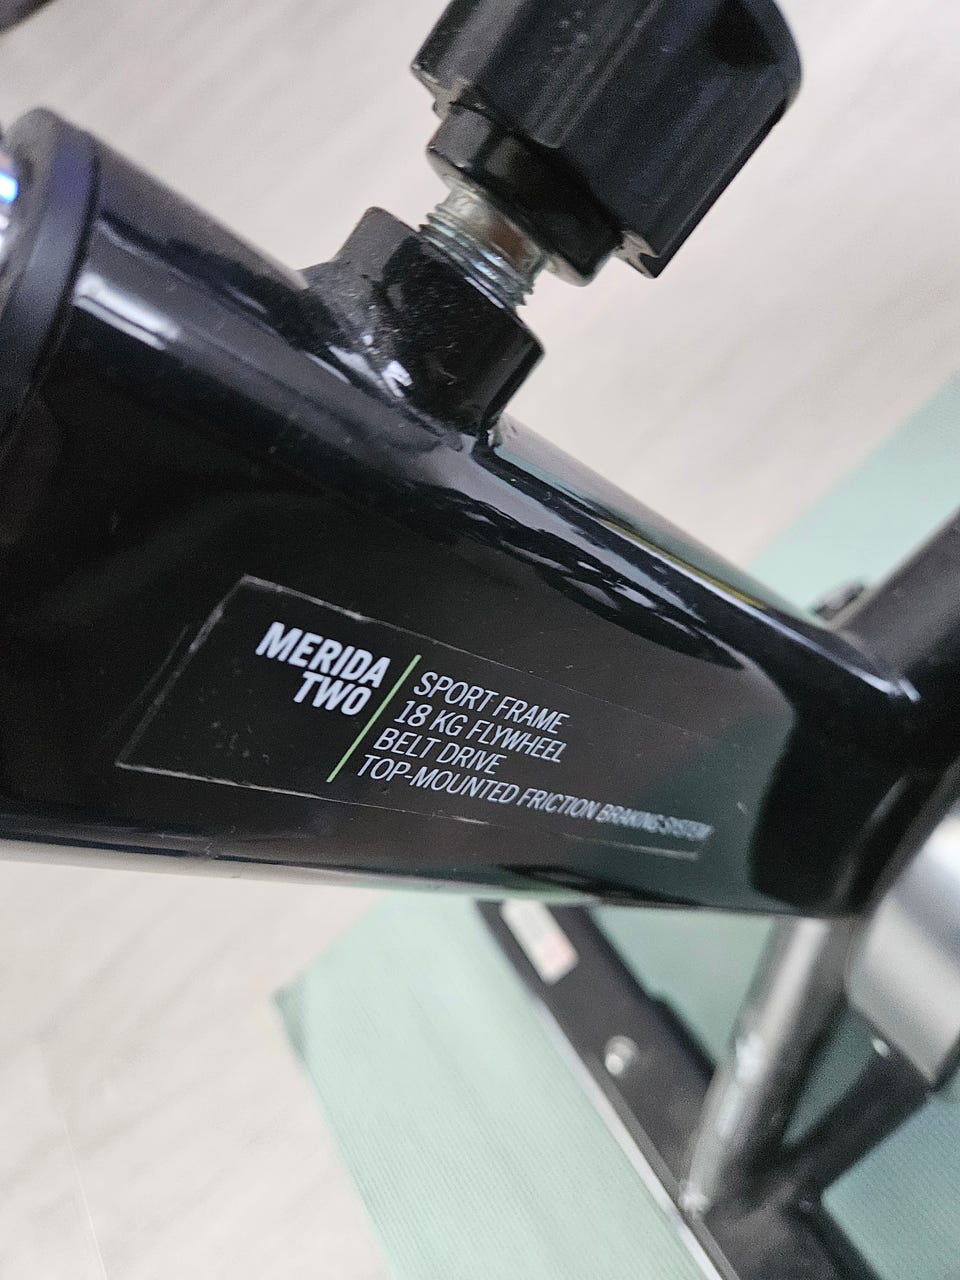 MERIDA
TWO
SPORT FRAME
18 KG FLYWHEEL
BELT DRIVE
TOP-MOUNTED FRICTION BRAKING SYSTEM